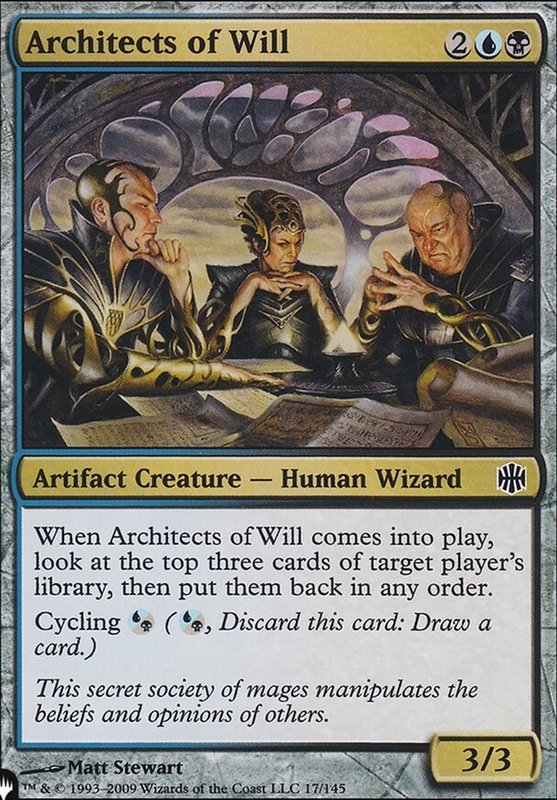 Architects of Will 2
Artifact Creature — Human Wizard
When Architects of Will comes into play,
look at the top three cards of target player's
library, then put them back in any order.
Cycling ( , Discard this card: Draw a
card.)
This secret society of mages manipulates the
beliefs and opinions of others.
3/3
Matt Stewart
™ & © 1993–2009 Wizards of the Coast LLC 17/145